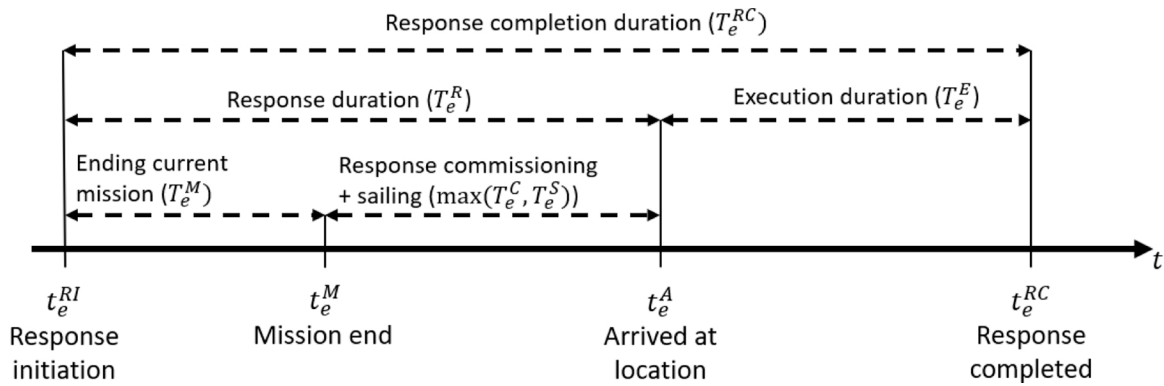 Response completion duration (T_e^{RC})
Response duration (T_e^R)
Execution duration (T_e^E)
Ending current
mission (T_e^M)
Response commissioning
+ sailing (max(T_e^C, T_e^S))
t
t_e^{RI}
Response
initiation
t_e^M
Mission end
t_e^A
Arrived at
location
t_e^{RC}
Response
completed